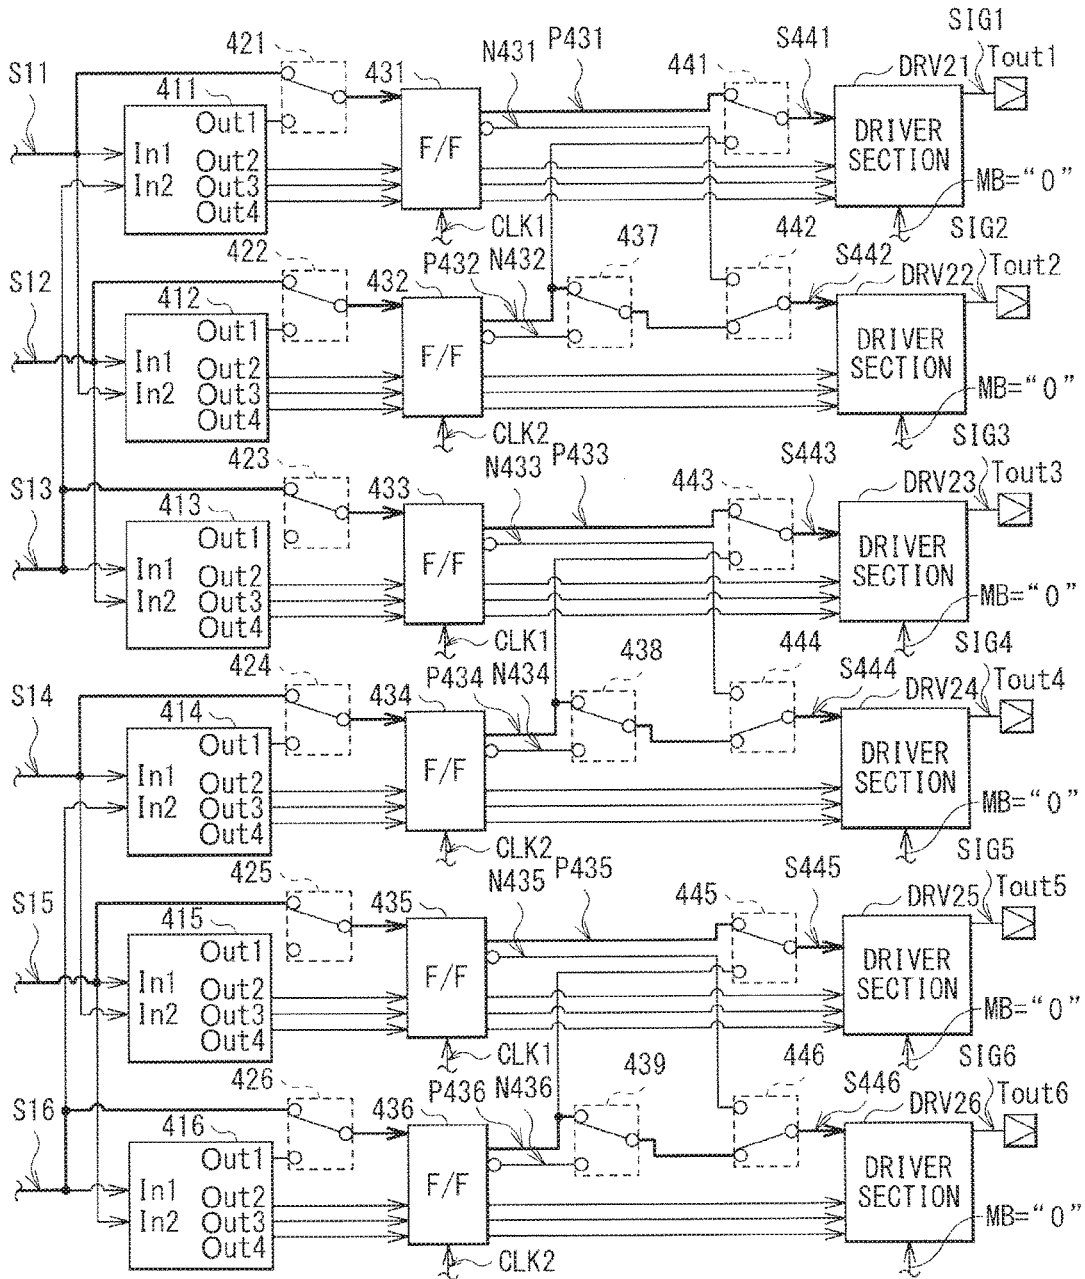 S11
411
421
431
N431
P431
441
S441
DRV21
SIG1
Tout1
In1
In2
Out1
Out2
Out3
Out4
F/F
CLK1
DRIVER
SECTION
MB="0"
S12
412
422
432
P432
N432
437
442
S442
DRV22
SIG2
Tout2
In1
In2
Out1
Out2
Out3
Out4
F/F
CLK2
DRIVER
SECTION
MB="0"
S13
413
423
433
N433
P433
443
S443
DRV23
SIG3
Tout3
In1
In2
Out1
Out2
Out3
Out4
F/F
CLK1
DRIVER
SECTION
MB="0"
S14
414
424
434
P434
N434
438
444
S444
DRV24
SIG4
Tout4
In1
In2
Out1
Out2
Out3
Out4
F/F
CLK2
DRIVER
SECTION
MB="0"
S15
415
425
435
N435
P435
445
S445
DRV25
SIG5
Tout5
In1
In2
Out1
Out2
Out3
Out4
F/F
CLK1
DRIVER
SECTION
MB="0"
S16
416
426
436
P436
N436
439
446
S446
DRV26
SIG6
Tout6
In1
In2
Out1
Out2
Out3
Out4
F/F
CLK2
DRIVER
SECTION
MB="0"